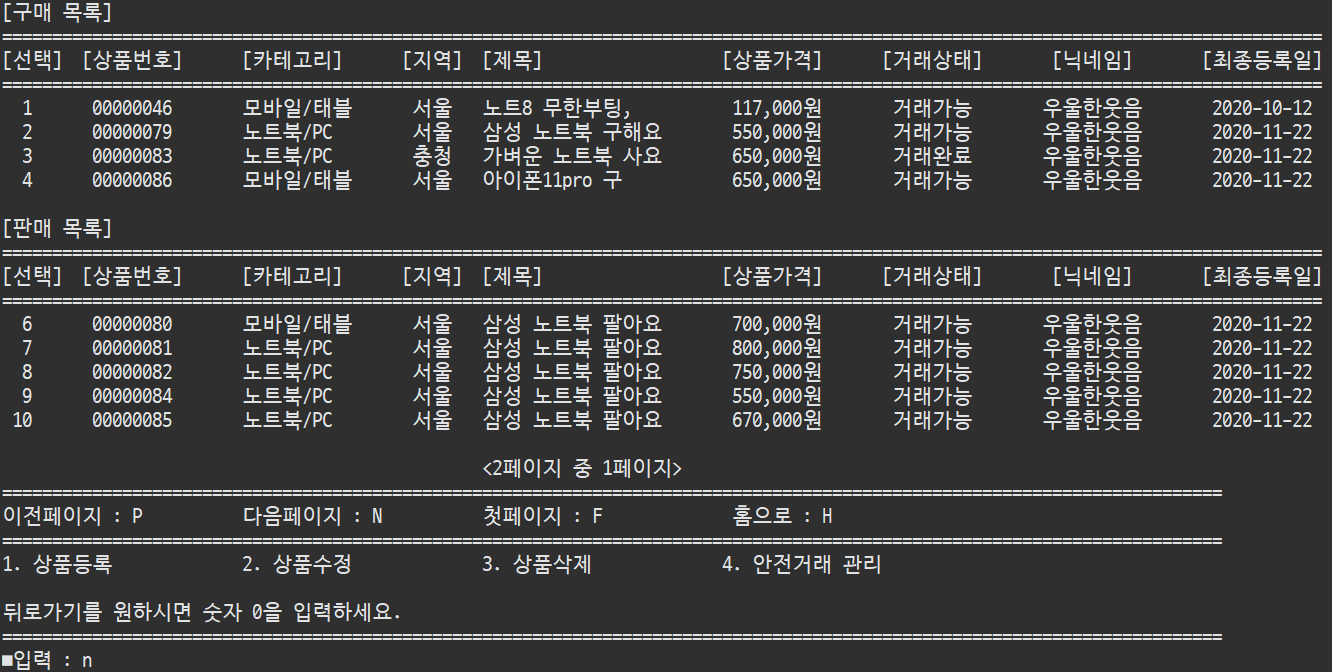 [구매 목록]
====================================================================================================================================
[선택]  [상품번호]      [카테고리]      [지역]  [제목]                  [상품가격]      [거래상태]       [닉네임]       [최종등록일]
====================================================================================================================================
  1      00000046       모바일/태블      서울   노트8 무한부팅,          117,000원       거래가능       우울한웃음       2020-10-12
  2      00000079       노트북/PC        서울   삼성 노트북 구해요       550,000원       거래가능       우울한웃음       2020-11-22
  3      00000083       노트북/PC        충청   가벼운 노트북 사요       650,000원       거래완료       우울한웃음       2020-11-22
  4      00000086       모바일/태블      서울   아이폰11pro 구           650,000원       거래가능       우울한웃음       2020-11-22
[판매 목록]
====================================================================================================================================
[선택]  [상품번호]      [카테고리]      [지역]  [제목]                  [상품가격]      [거래상태]       [닉네임]       [최종등록일]
====================================================================================================================================
  6      00000080       모바일/태블      서울   삼성 노트북 팔아요       700,000원       거래가능       우울한웃음       2020-11-22
  7      00000081       노트북/PC        서울   삼성 노트북 팔아요       800,000원       거래가능       우울한웃음       2020-11-22
  8      00000082       노트북/PC        서울   삼성 노트북 팔아요       750,000원       거래가능       우울한웃음       2020-11-22
  9      00000084       노트북/PC        서울   삼성 노트북 팔아요       550,000원       거래가능       우울한웃음       2020-11-22
 10      00000085       노트북/PC        서울   삼성 노트북 팔아요       670,000원       거래가능       우울한웃음       2020-11-22
<2페이지 중 1페이지>
==========================================================================================================================
이전페이지 : P          다음페이지 : N          첫페이지 : F             홈으로 : H
==========================================================================================================================
1. 상품등록             2. 상품수정             3. 상품삭제             4. 안전거래 관리
뒤로가기를 원하시면 숫자 0을 입력하세요.
==========================================================================================================================
■입력 : n